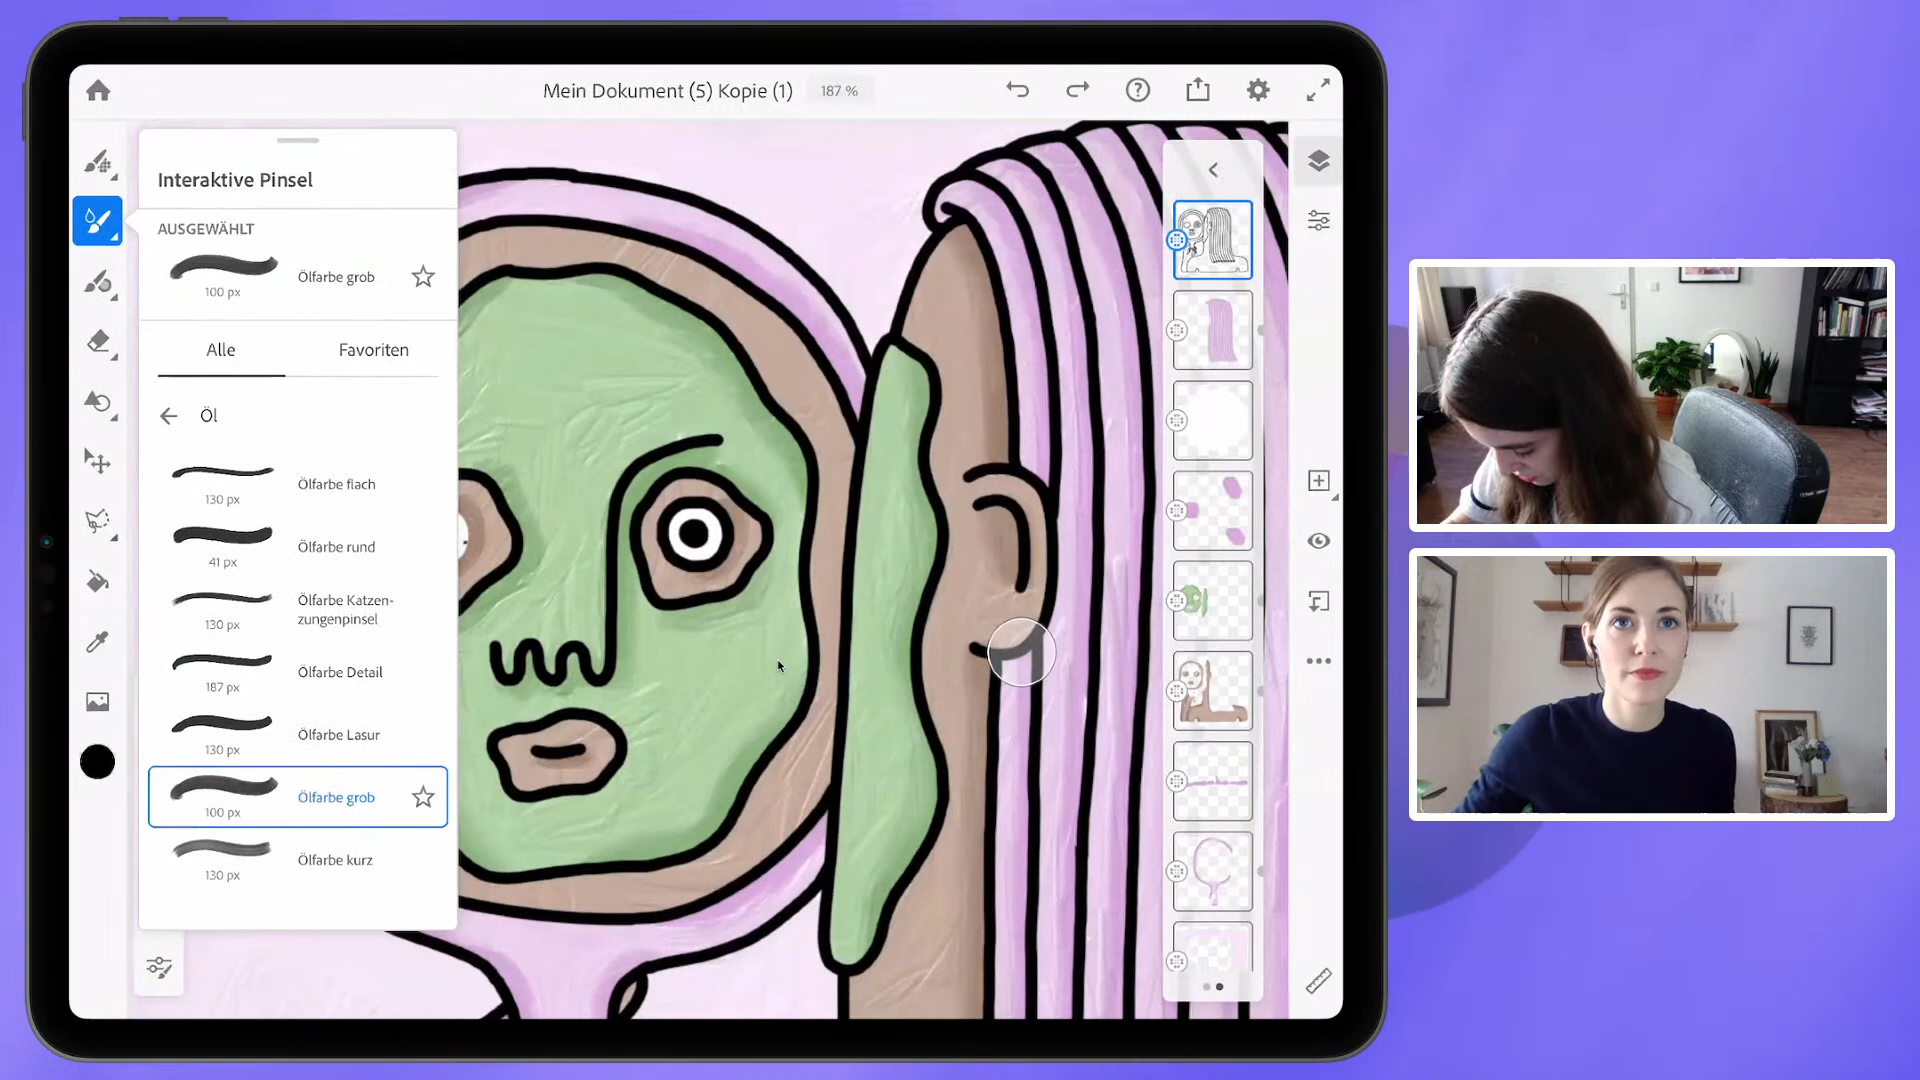 Mein Dokument (5) Kopie (1)
187 %
Interaktive Pinsel
AUSGEWÄHLT
Ölfarbe grob
100 px
Alle
Favoriten
Öl
Ölfarbe flach
130 px
Ölfarbe rund
41 px
Ölfarbe Katzen-
zungenpinsel
130 px
Ölfarbe Detail
187 px
Ölfarbe Lasur
130 px
Ölfarbe grob
100 px
Ölfarbe kurz
130 px